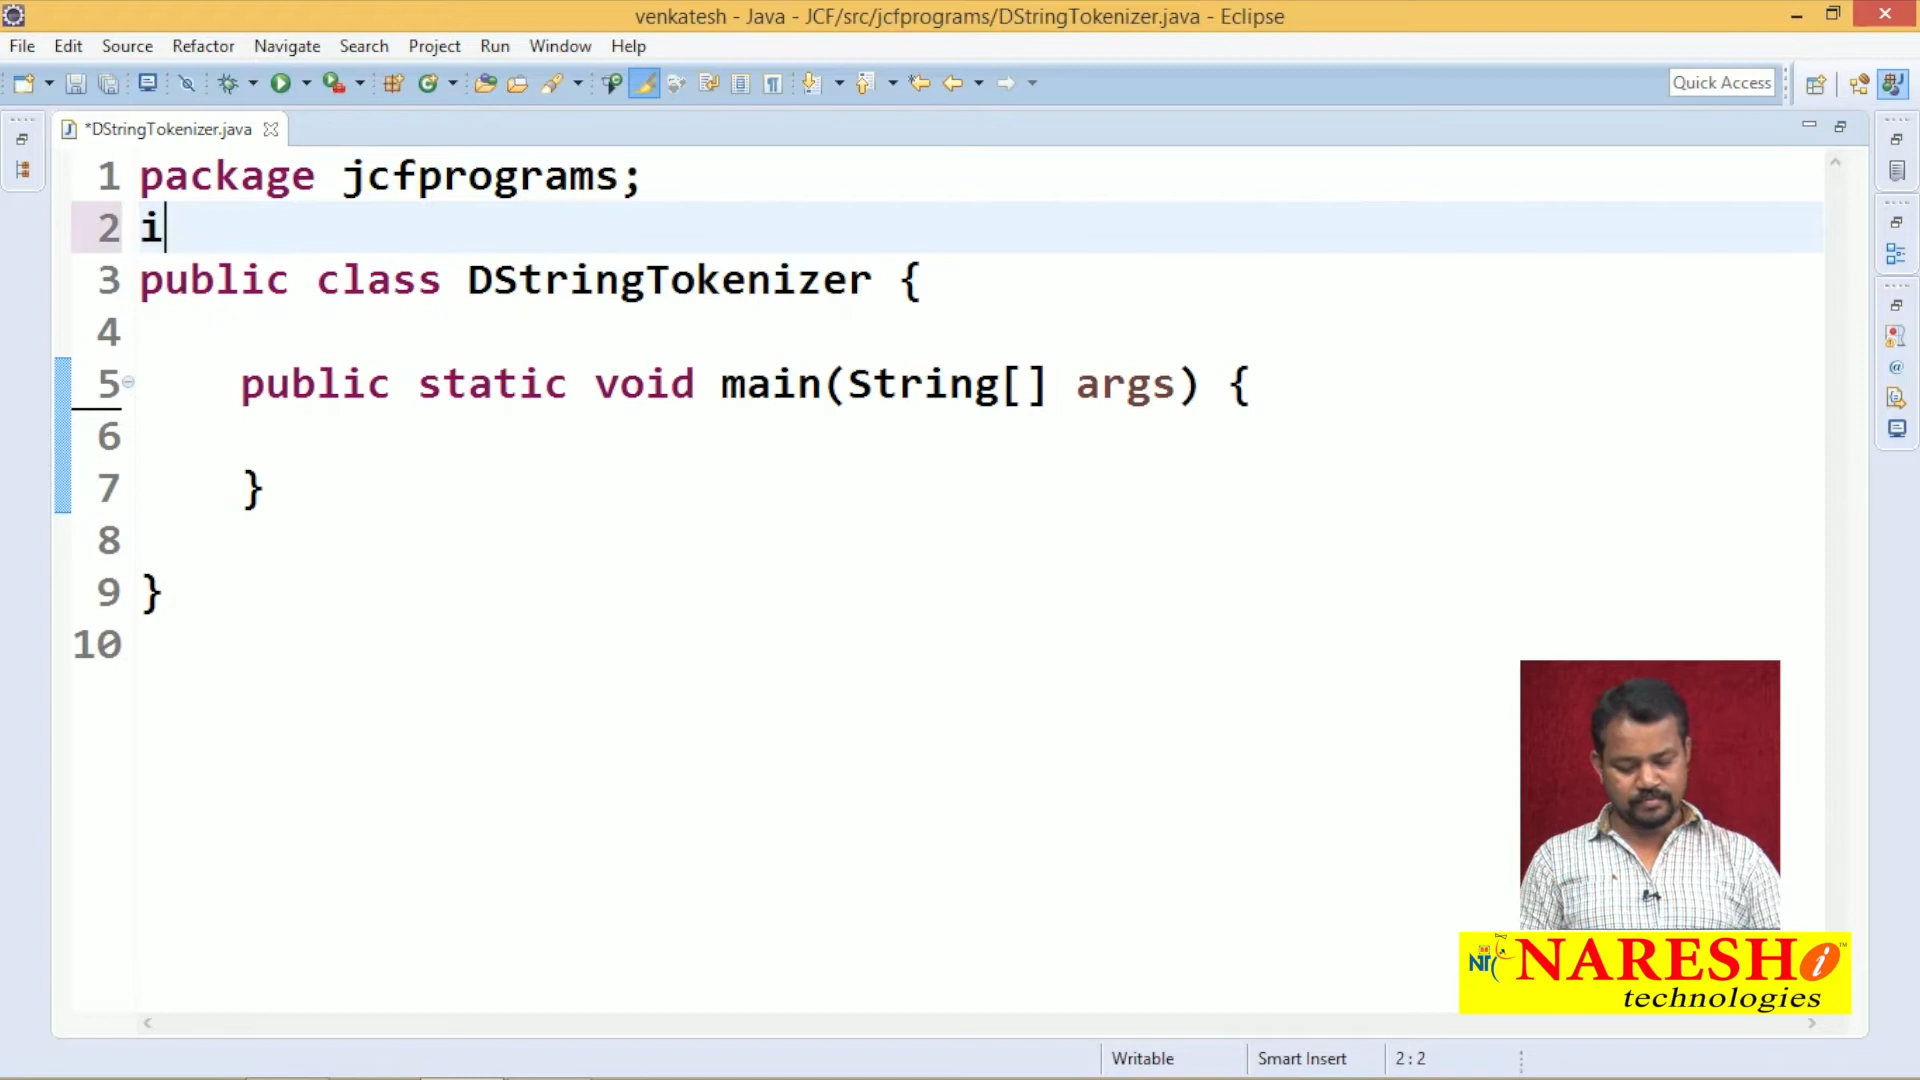 venkatesh - Java - JCF/src/jcfprograms/DStringTokenizer.java - Eclipse
File Edit Source Refactor Navigate Search Project Run Window Help
Quick Access
*DStringTokenizer.java
1 package jcfprograms;
2 i
3 public class DStringTokenizer {
4
5 public static void main(String[] args) {
6
7 }
8
9 }
10
NT NARESH i ™
technologies
Writable Smart Insert 2 : 2